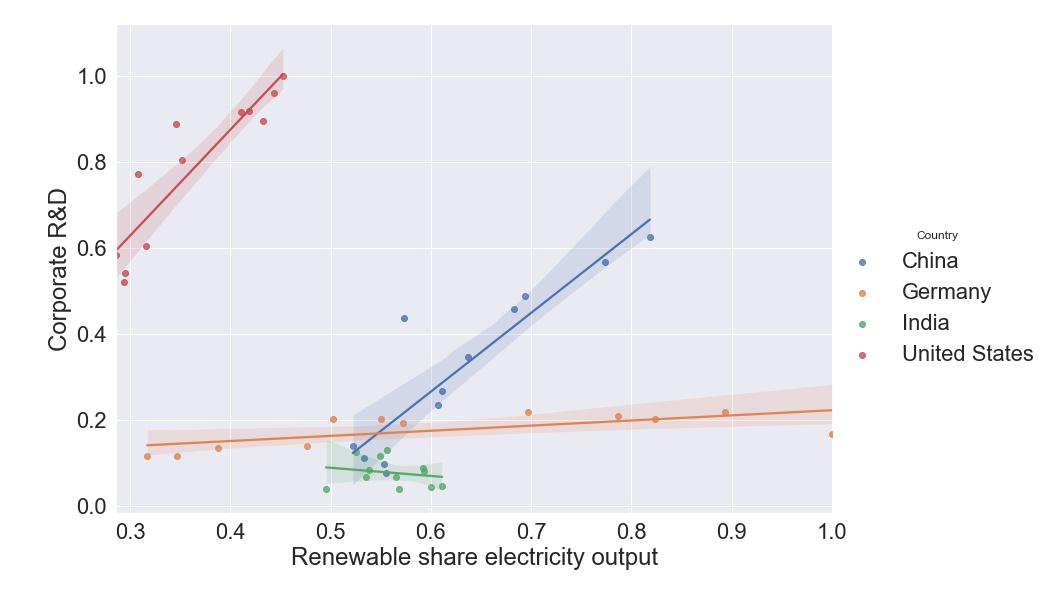 1.0
0.8
0.6
0.4
0.2
0.0
Corporate R&D
0.3 0.4 0.5 0.6 0.7 0.8 0.9 1.0
Renewable share electricity output
Country
China
Germany
India
United States